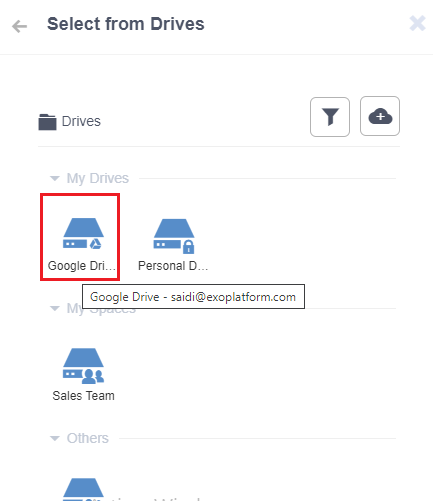 Select from Drives
Drives
My Drives
Google Dri...
Personal D...
Google Drive - saidi@exoplatform.com
My Spaces
Sales Team
Others